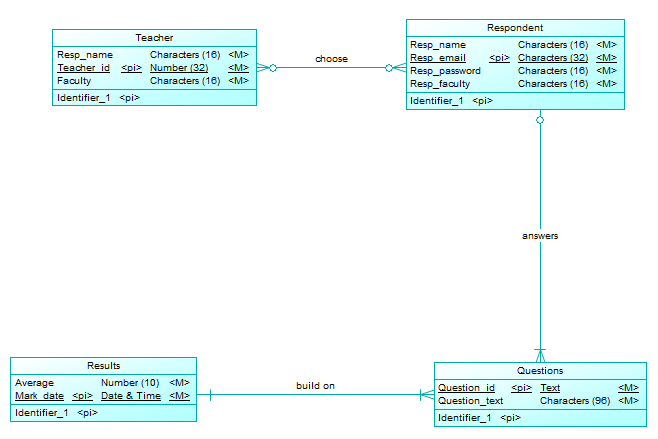 Teacher
Resp_name Characters (16) <M>
Teacher_id <pi> Number (32) <M>
Faculty Characters (16) <M>
Identifier_1 <pi>
choose
Respondent
Resp_name Characters (16) <M>
Resp_email <pi> Characters (32) <M>
Resp_password Characters (16) <M>
Resp_faculty Characters (16) <M>
Identifier_1 <pi>
answers
Results
Average Number (10) <M>
Mark_date <pi> Date & Time <M>
Identifier_1 <pi>
build on
Questions
Question_id <pi> Text <M>
Question_text Characters (96) <M>
Identifier_1 <pi>